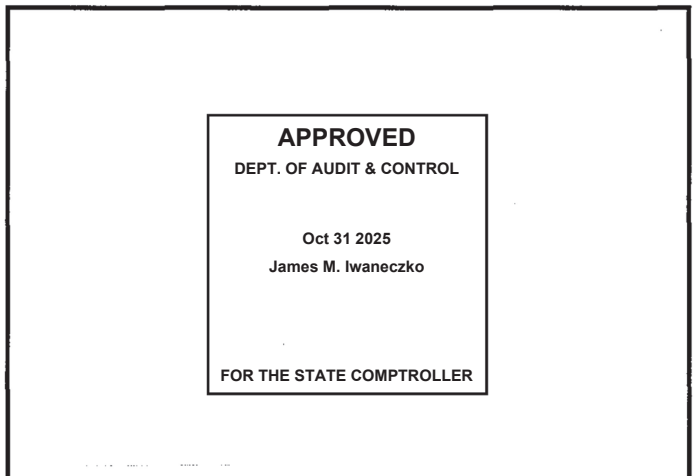 APPROVED
DEPT. OF AUDIT & CONTROL
Oct 31 2025
James M. Iwaneczko
FOR THE STATE COMPTROLLER